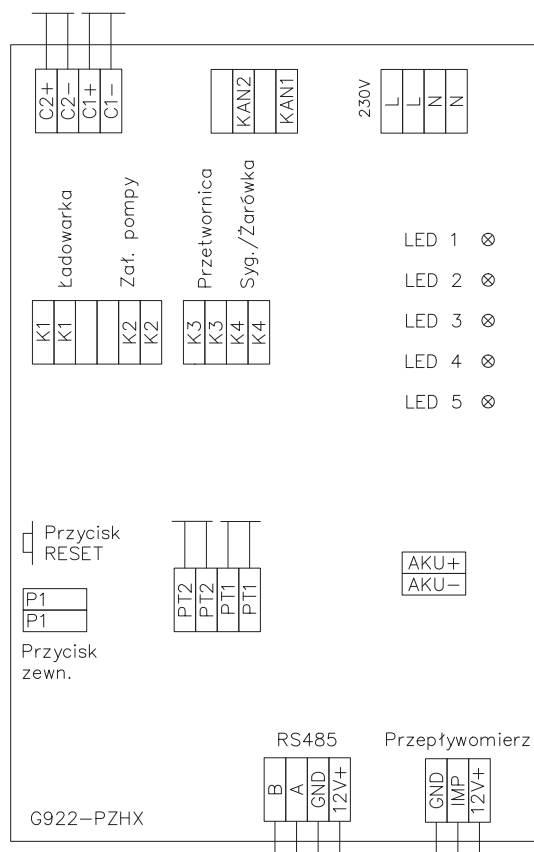 C2+ C2- C1+ C1-
KAN2 KAN1
230V
L L N N
Ładowarka
Zał. pompy
Przetwornica
Syg./Żarówka
K1 K1 K2 K2
K3 K3 K4 K4
LED 1
LED 2
LED 3
LED 4
LED 5
Przycisk
RESET
P1
P1
Przycisk
zewn.
PT2 PT2 PT1 PT1
AKU+
AKU-
RS485
B A GND 12V+
Przepływomierz
GND IMP 12V+
G922-PZHX